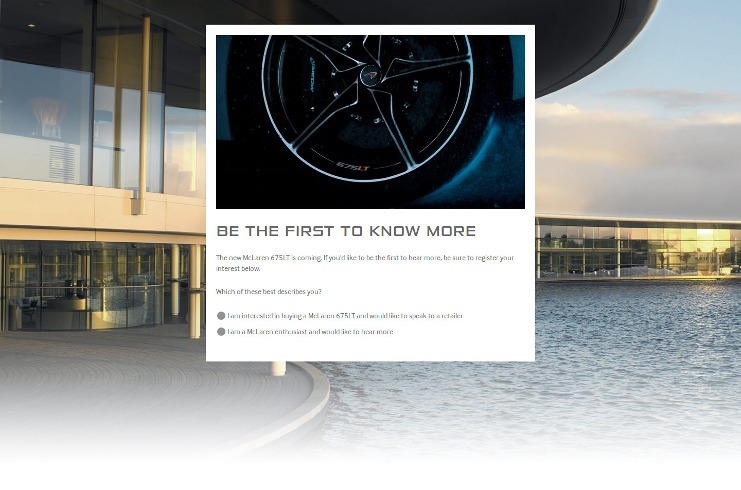 McLaren
675LT
BE THE FIRST TO KNOW MORE
The new McLaren 675LT is coming. If you'd like to be the first to hear more, be sure to register your
interest below.
Which of these best describes you?
I am interested in buying a McLaren 675LT and would like to speak to a retailer
I am a McLaren enthusiast and would like to hear more